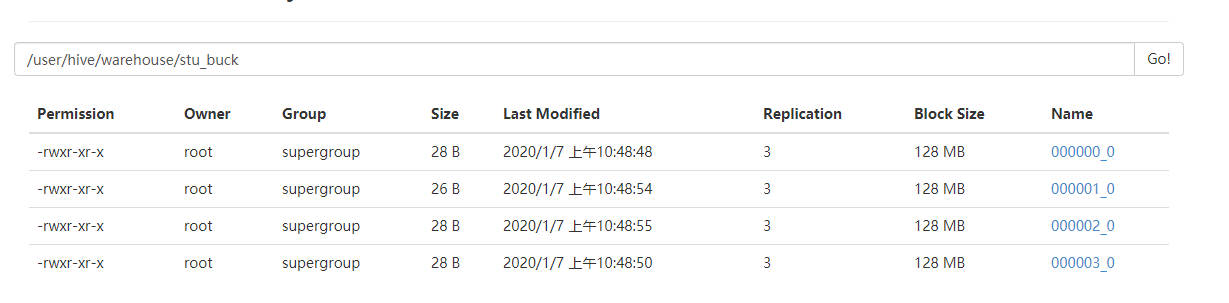 /user/hive/warehouse/stu_buck Go!
Permission Owner Group Size Last Modified Replication Block Size Name
-rwxr-xr-x root supergroup 28 B 2020/1/7 上午10:48:48 3 128 MB 000000_0
-rwxr-xr-x root supergroup 26 B 2020/1/7 上午10:48:54 3 128 MB 000001_0
-rwxr-xr-x root supergroup 28 B 2020/1/7 上午10:48:55 3 128 MB 000002_0
-rwxr-xr-x root supergroup 28 B 2020/1/7 上午10:48:50 3 128 MB 000003_0